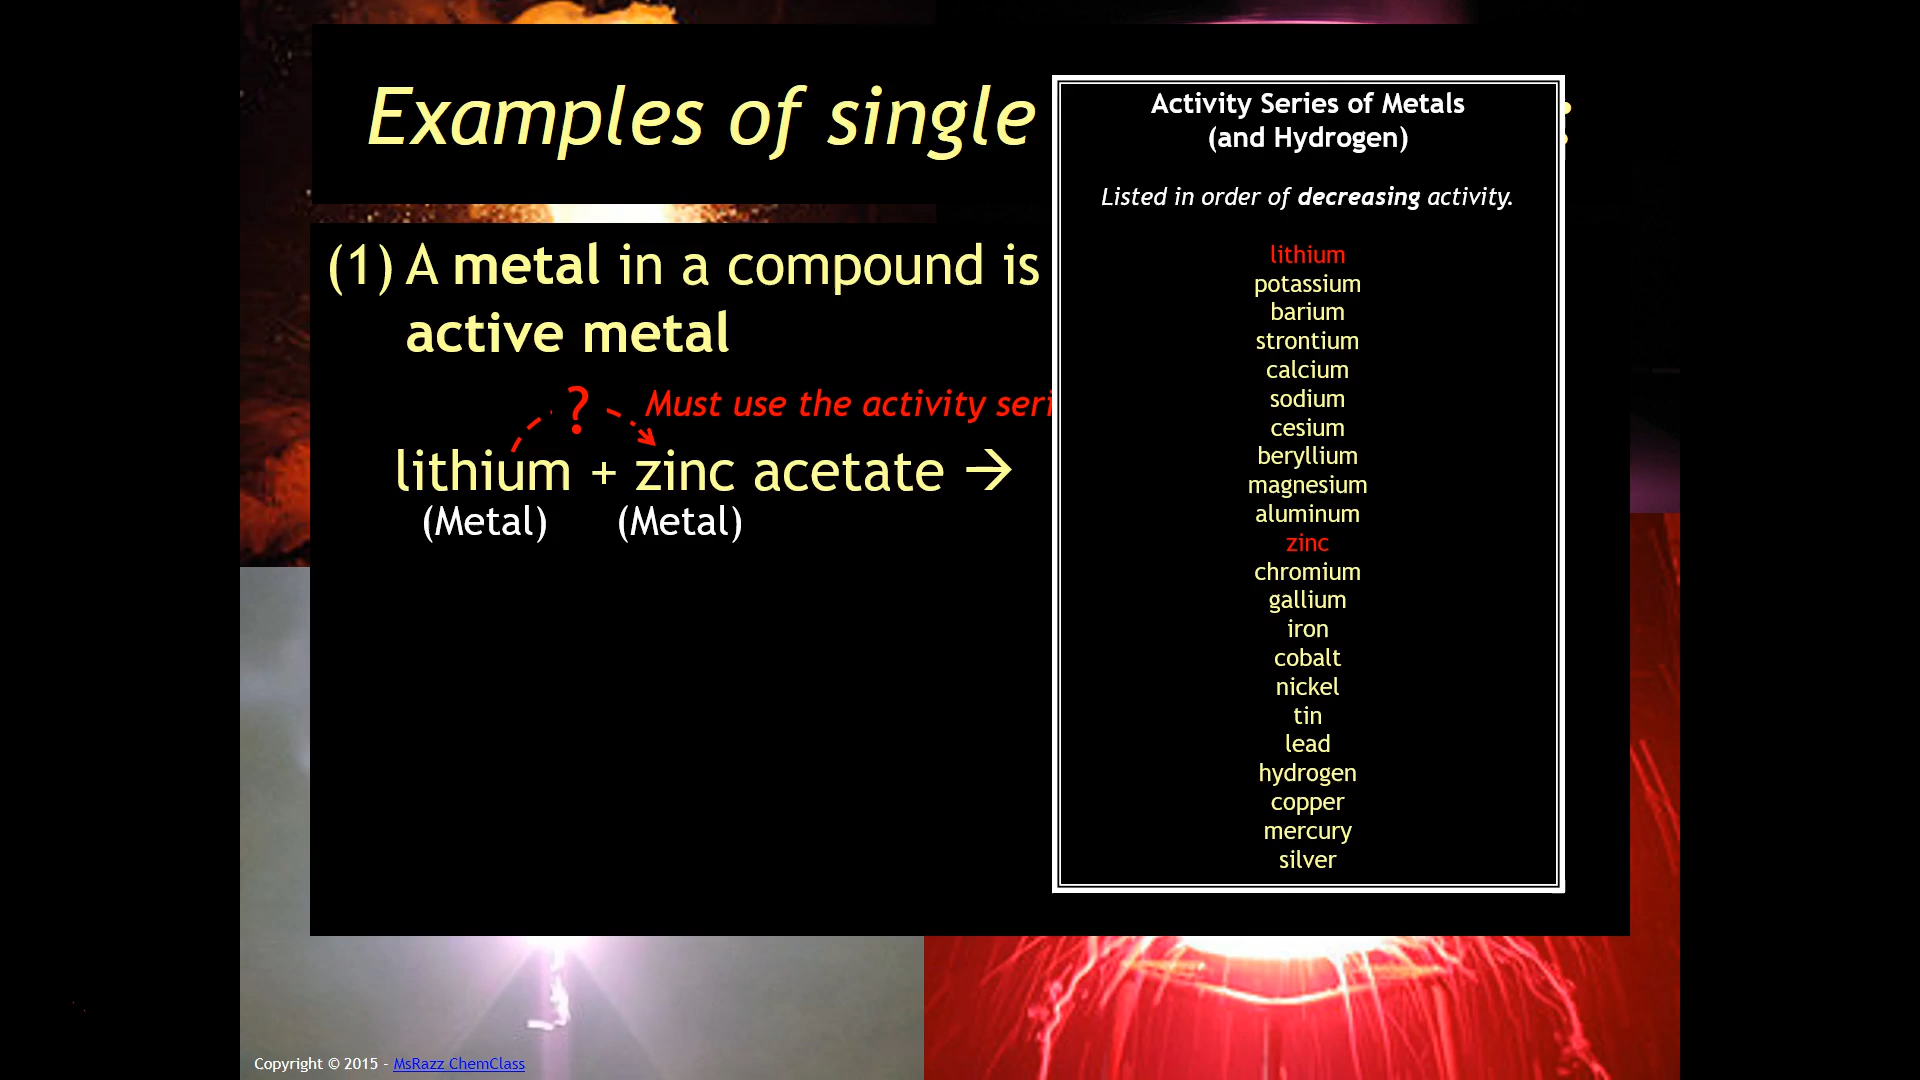 Examples of single
(1) A metal in a compound is
active metal
? Must use the activity seri
lithium + zinc acetate →
(Metal) (Metal)
Activity Series of Metals
(and Hydrogen)
Listed in order of decreasing activity.
lithium
potassium
barium
strontium
calcium
sodium
cesium
beryllium
magnesium
aluminum
zinc
chromium
gallium
iron
cobalt
nickel
tin
lead
hydrogen
copper
mercury
silver
Copyright © 2015 - MsRazz ChemClass